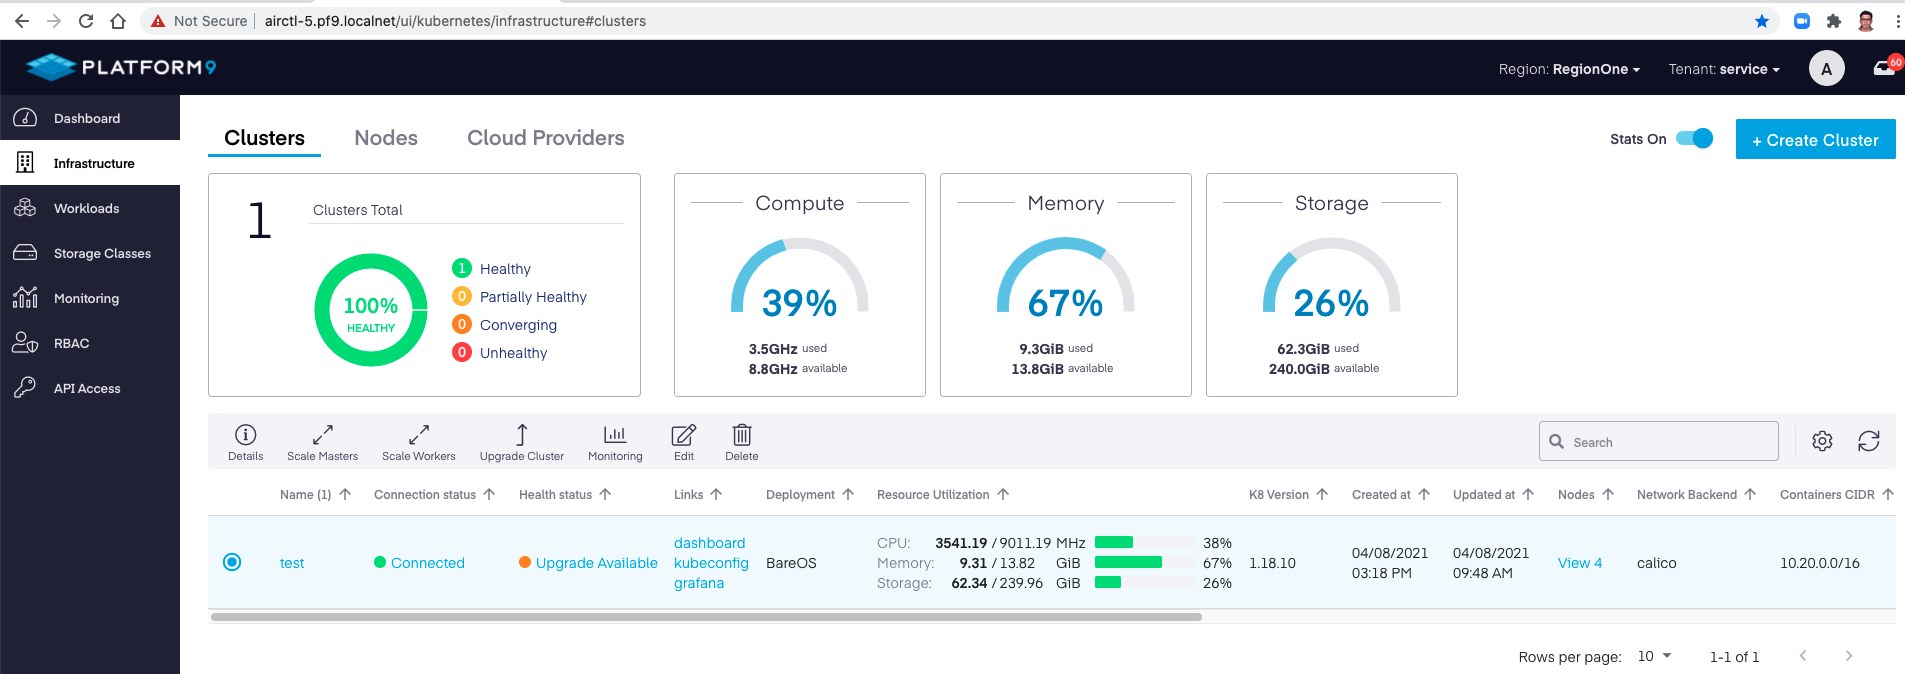 Not Secure | airctl-5.pf9.localnet/ui/kubernetes/infrastructure#clusters
PLATFORM9
Region: RegionOne
Tenant: service
A
60
Dashboard
Infrastructure
Workloads
Storage Classes
Monitoring
RBAC
API Access
Clusters
Nodes
Cloud Providers
Stats On
+ Create Cluster
1
Clusters Total
100%
HEALTHY
1 Healthy
0 Partially Healthy
0 Converging
0 Unhealthy
Compute
39%
3.5GHz used
8.8GHz available
Memory
67%
9.3GiB used
13.8GiB available
Storage
26%
62.3GiB used
240.0GiB available
Details
Scale Masters
Scale Workers
Upgrade Cluster
Monitoring
Edit
Delete
Search
Name (1) Connection status Health status Links Deployment Resource Utilization K8 Version Created at Updated at Nodes Network Backend Containers CIDR
test
Connected
Upgrade Available
dashboard
kubeconfig
grafana
BareOS
CPU: 3541.19 / 9011.19 MHz 38%
Memory: 9.31 / 13.82 GiB 67%
Storage: 62.34 / 239.96 GiB 26%
1.18.10
04/08/2021
03:18 PM
04/08/2021
09:48 AM
View 4
calico
10.20.0.0/16
Rows per page: 10 1-1 of 1